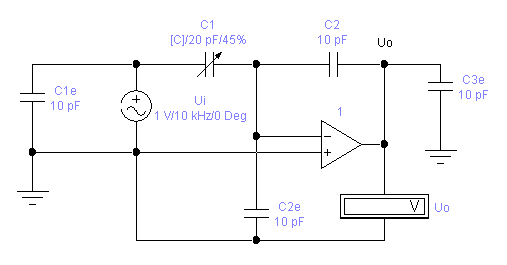 C1
[C]/20 pF/45%
C2
10 pF
Uo
C1e
10 pF
+
Ui
1 V/10 kHz/0 Deg
1
C3e
10 pF
−
+
C2e
10 pF
V
Uo